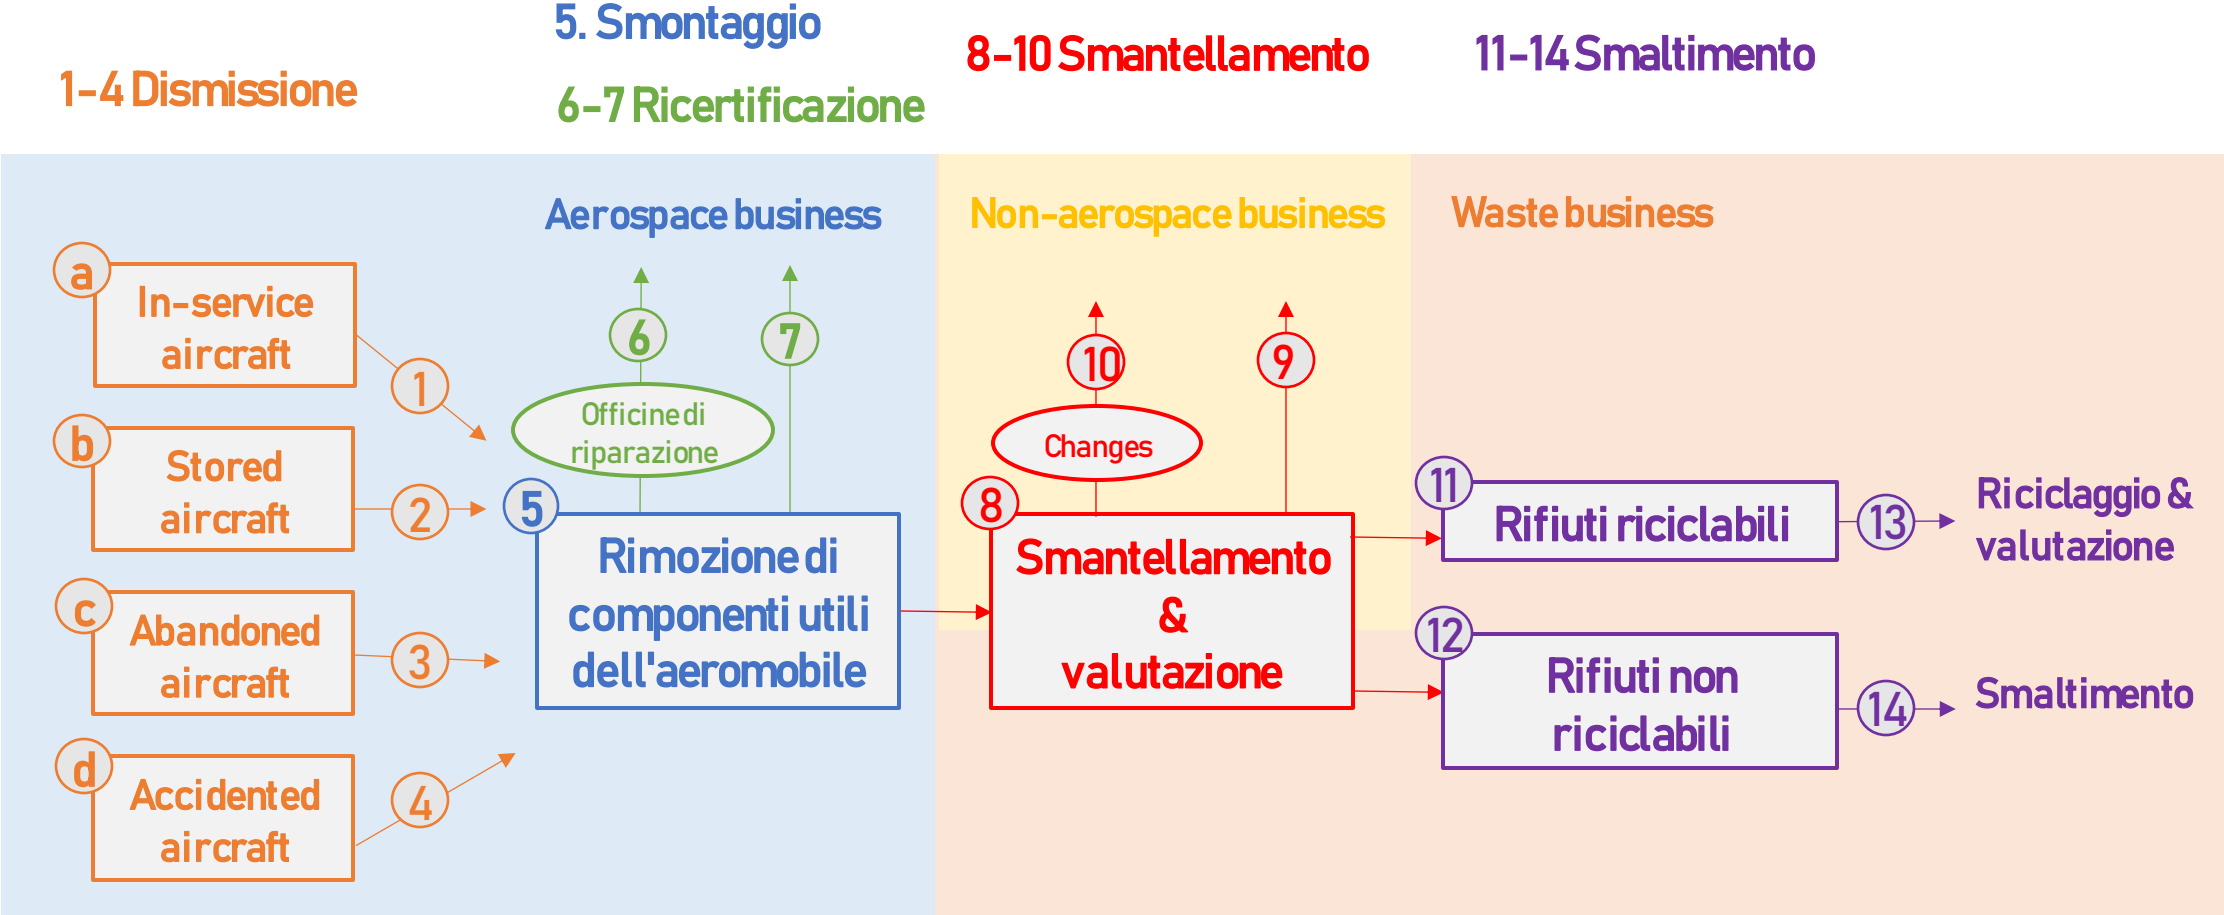 1-4 Dismissione
5. Smontaggio
6-7 Ricertificazione
8-10 Smantellamento
11-14 Smaltimento
Aerospace business
Non-aerospace business
Waste business
a
In-service
aircraft
1
b
Stored
aircraft
2
c
Abandoned
aircraft
3
d
Accidented
aircraft
4
6
7
Officine di
riparazione
5
Rimozione di
componenti utili
dell'aeromobile
10
9
Changes
8
Smantellamento
&
valutazione
11
Rifiuti riciclabili
13
Riciclaggio &
valutazione
12
Rifiuti non
riciclabili
14
Smaltimento